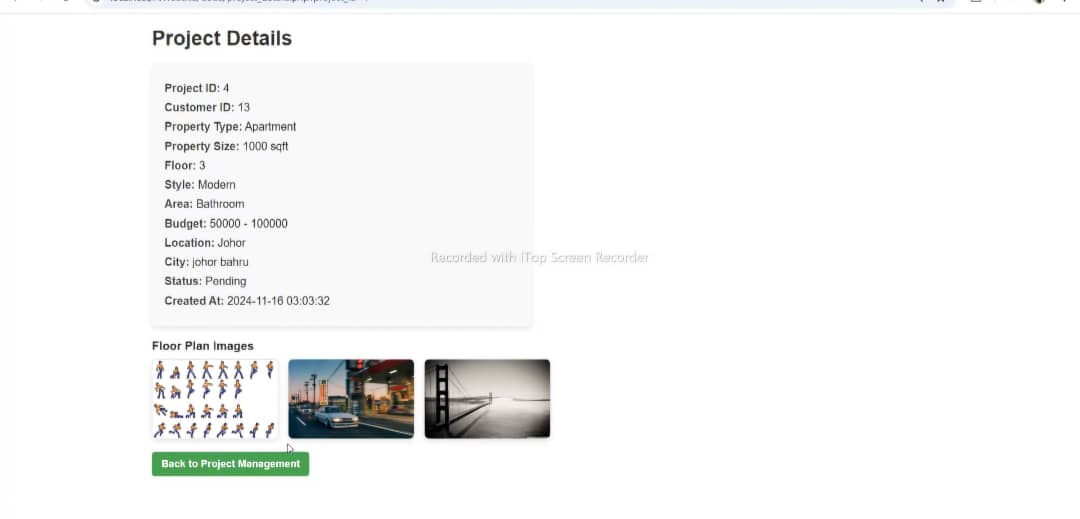 Project Details
Project ID: 4
Customer ID: 13
Property Type: Apartment
Property Size: 1000 sqft
Floor: 3
Style: Modern
Area: Bathroom
Budget: 50000 - 100000
Location: Johor
City: johor bahru
Status: Pending
Created At: 2024-11-16 03:03:32
Recorded with iTop Screen Recorder
Floor Plan Images
Back to Project Management